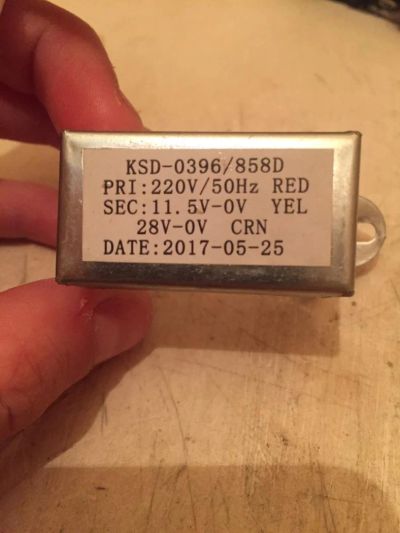 KSD-0396/858D
PRI:220V/50Hz RED
SEC:11.5V-0V YEL
28V-0V CRN
DATE:2017-05-25